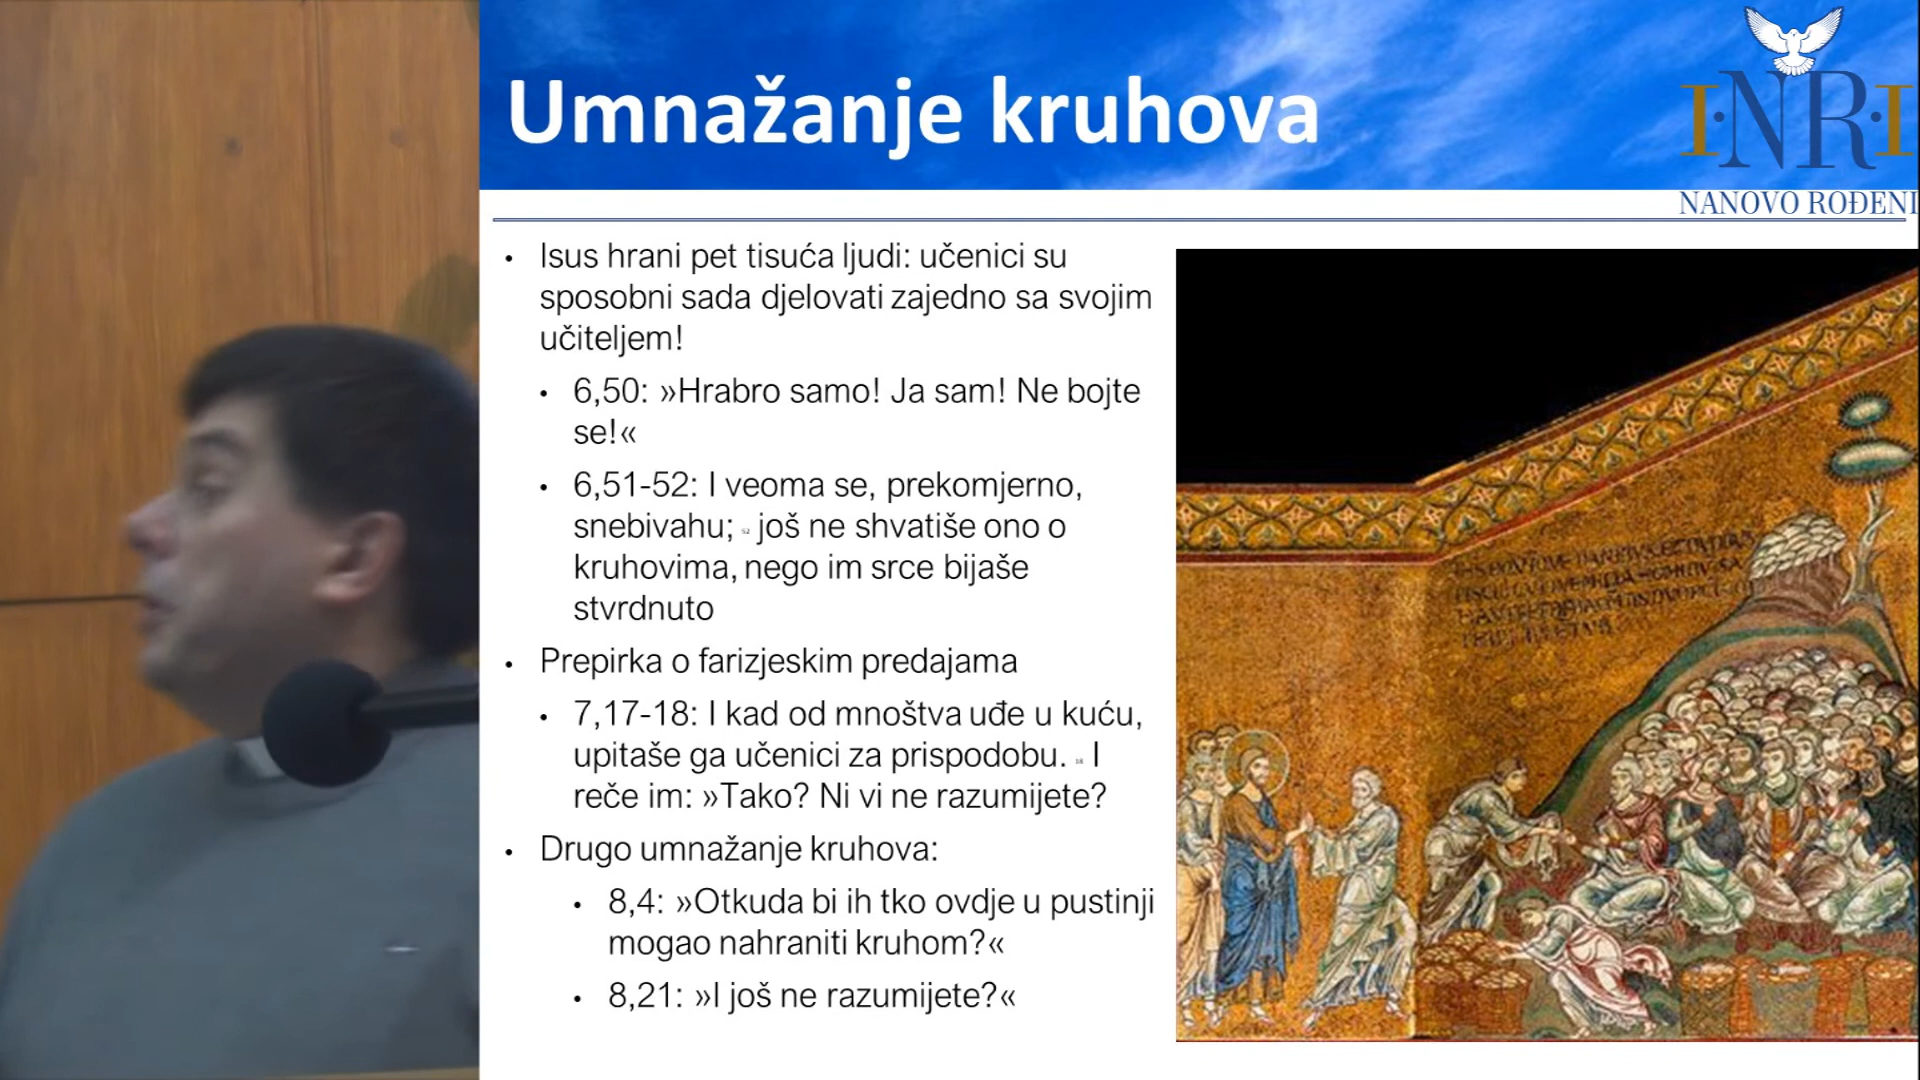 Umnažanje kruhova
I·NR·I
NANOVO ROĐENI
• Isus hrani pet tisuća ljudi: učenici su
sposobni sada djelovati zajedno sa svojim
učiteljem!
• 6,50: »Hrabro samo! Ja sam! Ne bojte
se!«
• 6,51-52: I veoma se, prekomjerno,
snebivahu; 52 još ne shvatiše ono o
kruhovima, nego im srce bijaše
stvrdnuto
• Prepirka o farizjeskim predajama
• 7,17-18: I kad od mnoštva uđe u kuću,
upitaše ga učenici za prispodobu. 18 I
reče im: »Tako? Ni vi ne razumijete?
• Drugo umnažanje kruhova:
• 8,4: »Otkuda bi ih tko ovdje u pustinji
mogao nahraniti kruhom?«
• 8,21: »I još ne razumijete?«